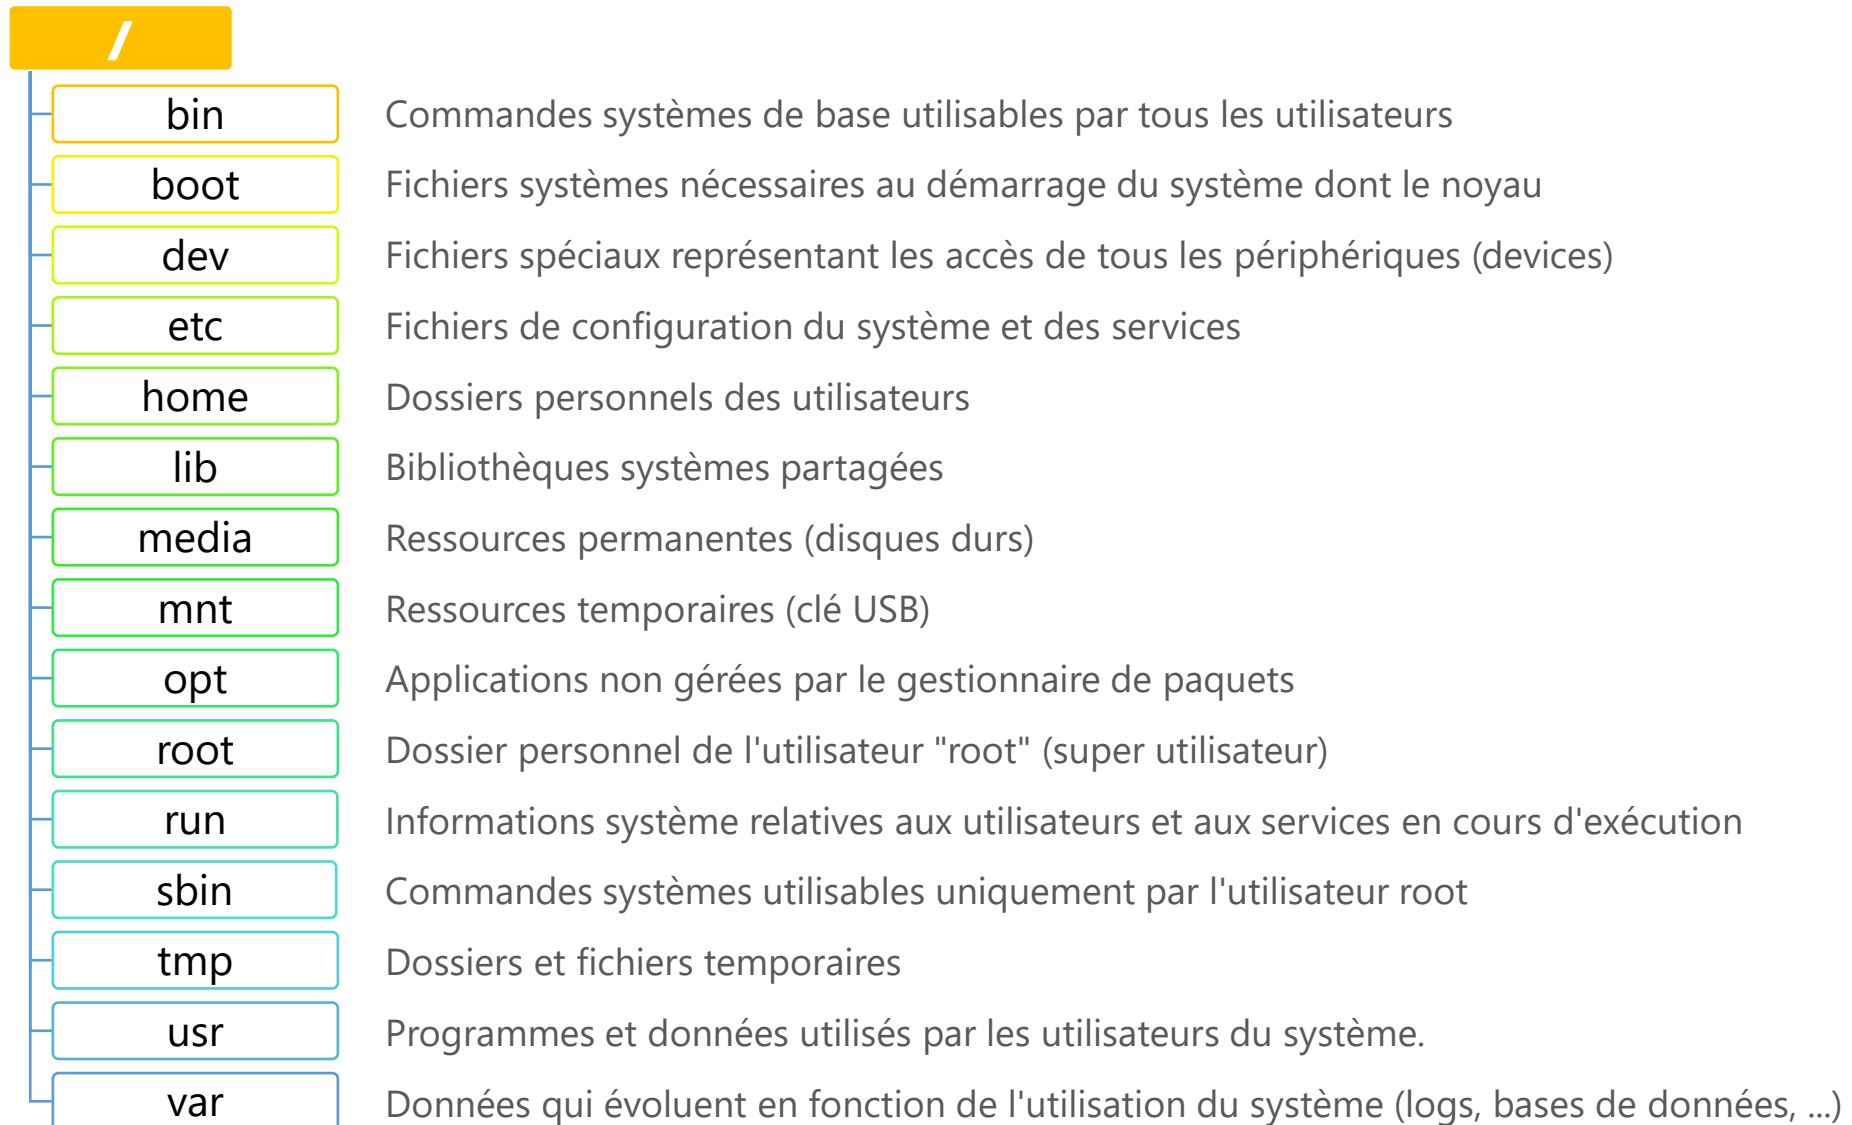 /
bin Commandes systèmes de base utilisables par tous les utilisateurs
boot Fichiers systèmes nécessaires au démarrage du système dont le noyau
dev Fichiers spéciaux représentant les accès de tous les périphériques (devices)
etc Fichiers de configuration du système et des services
home Dossiers personnels des utilisateurs
lib Bibliothèques systèmes partagées
media Ressources permanentes (disques durs)
mnt Ressources temporaires (clé USB)
opt Applications non gérées par le gestionnaire de paquets
root Dossier personnel de l'utilisateur "root" (super utilisateur)
run Informations système relatives aux utilisateurs et aux services en cours d'exécution
sbin Commandes systèmes utilisables uniquement par l'utilisateur root
tmp Dossiers et fichiers temporaires
usr Programmes et données utilisés par les utilisateurs du système.
var Données qui évoluent en fonction de l'utilisation du système (logs, bases de données, ...)